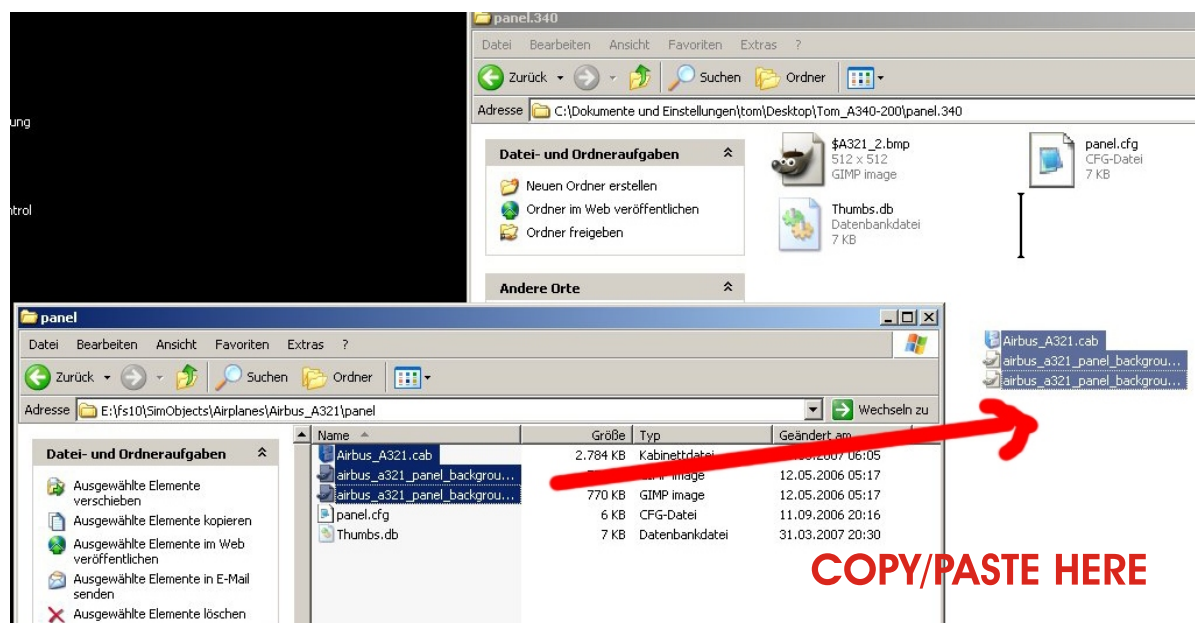 panel.340
Datei Bearbeiten Ansicht Favoriten Extras ?
Zurück Suchen Ordner
Adresse C:\Dokumente und Einstellungen\tom\Desktop\Tom_A340-200\panel.340
ung
ntrol
Datei- und Ordneraufgaben
Neuen Ordner erstellen
Ordner im Web veröffentlichen
Ordner freigeben
Andere Orte
$A321_2.bmp
512 x 512
GIMP image
panel.cfg
CFG-Datei
7 KB
Thumbs.db
Datenbankdatei
7 KB
panel
Datei Bearbeiten Ansicht Favoriten Extras ?
Zurück Suchen Ordner
Adresse E:\fs10\SimObjects\Airplanes\Airbus_A321\panel Wechseln zu
Datei- und Ordneraufgaben
Ausgewählte Elemente
verschieben
Ausgewählte Elemente kopieren
Ausgewählte Elemente im Web
veröffentlichen
Ausgewählte Elemente in E-Mail
senden
Ausgewählte Elemente löschen
Name Größe Typ Geändert am
Airbus_A321.cab 2.784 KB Kabinettdatei 2007 06:05
airbus_a321_panel_backgrou... GIMP image 12.05.2006 05:17
airbus_a321_panel_backgrou... 770 KB GIMP image 12.05.2006 05:17
panel.cfg 6 KB CFG-Datei 11.09.2006 20:16
Thumbs.db 7 KB Datenbankdatei 31.03.2007 20:30
Airbus_A321.cab
airbus_a321_panel_backgrou...
airbus_a321_panel_backgrou...
COPY/PASTE HERE